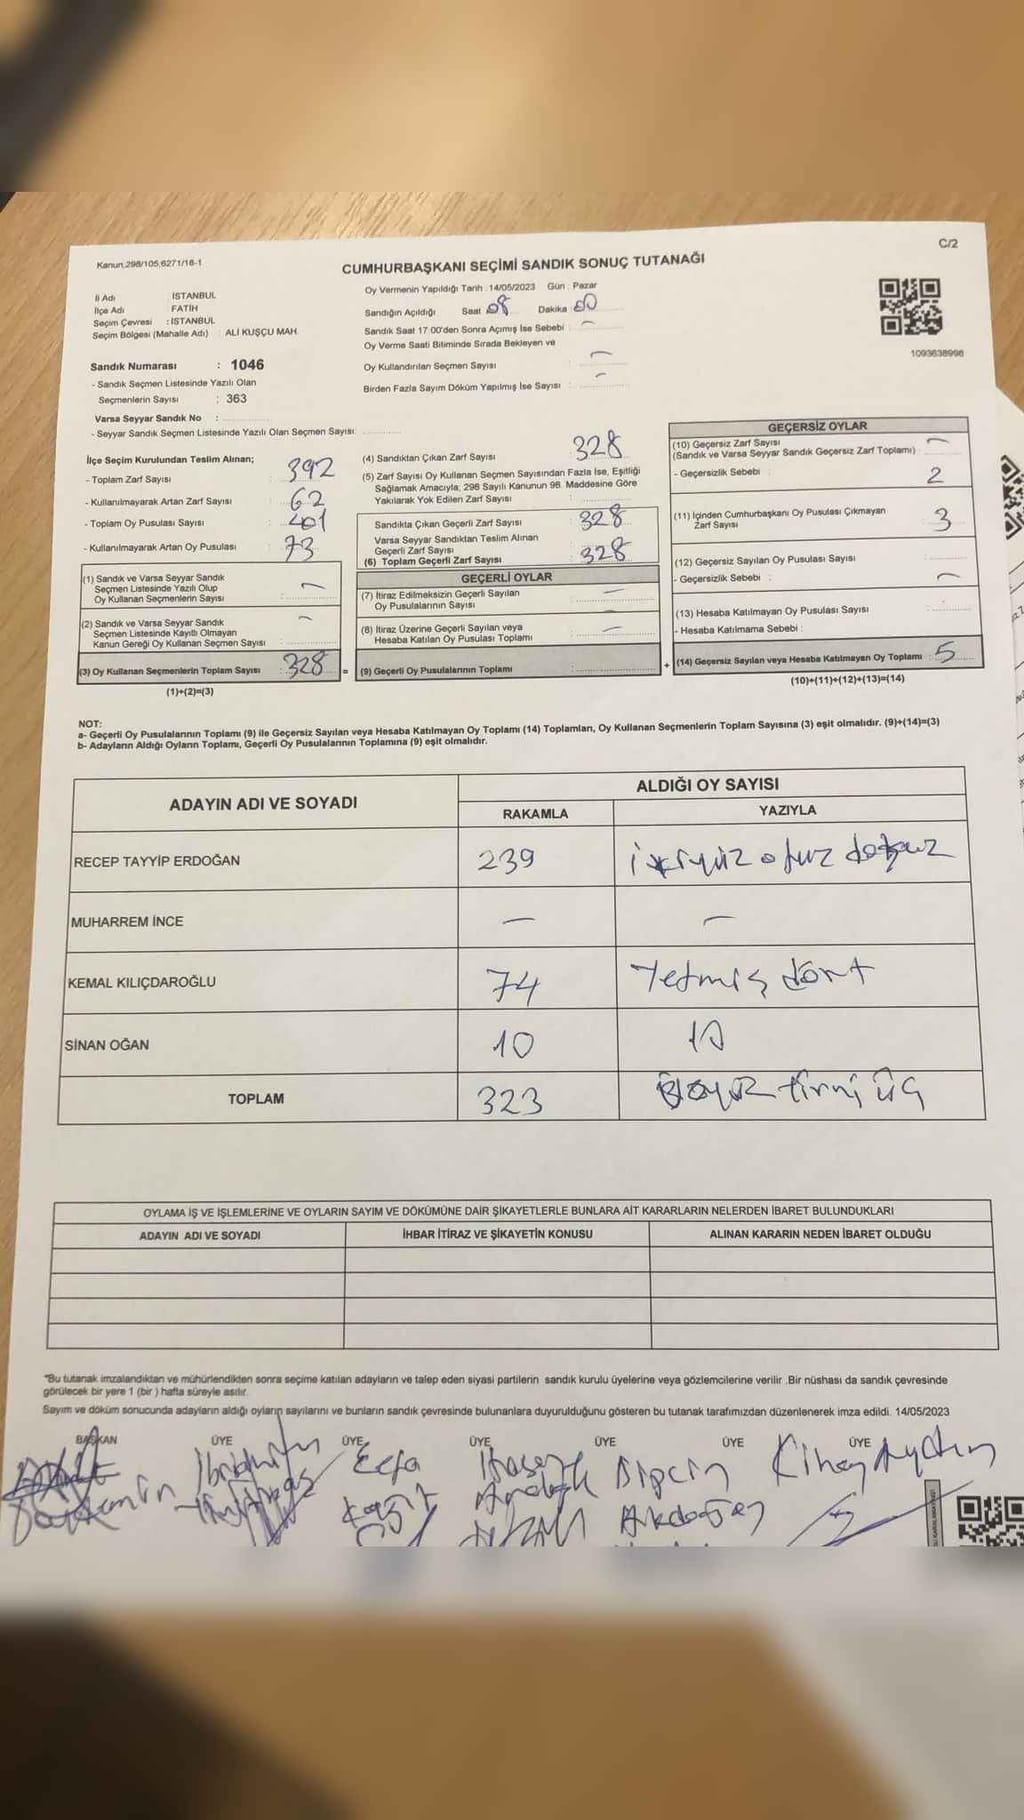 C/2
Kanun,298/105,6271/16-1
CUMHURBAŞKANI SEÇİMİ SANDIK SONUÇ TUTANAĞI
İl Adı : İSTANBUL
İlçe Adı : FATİH
Seçim Çevresi : İSTANBUL
Seçim Bölgesi (Mahalle Adı) : ALİ KUŞÇU MAH.
Sandık Numarası : 1046
- Sandık Seçmen Listesinde Yazılı Olan
Seçmenlerin Sayısı : 363
Varsa Seyyar Sandık No :
- Seyyar Sandık Seçmen Listesinde Yazılı Olan Seçmen Sayısı:
Oy Vermenin Yapıldığı Tarih : 14/05/2023 Gün : Pazar
Sandığın Açıldığı Saat 08 Dakika 00
Sandık Saat 17:00'den Sonra Açımış İse Sebebi : -
Oy Verme Saati Bitiminde Sırada Bekleyen ve
Oy Kullandırılan Seçmen Sayısı : -
Birden Fazla Sayım Döküm Yapılmış İse Sayısı : -
1093638996
İlçe Seçim Kurulundan Teslim Alınan;
- Toplam Zarf Sayısı : 392
- Kullanılmayarak Artan Zarf Sayısı : 62
- Toplam Oy Pusulası Sayısı : 401
- Kullanılmayarak Artan Oy Pusulası : 73
(1) Sandık ve Varsa Seyyar Sandık
Seçmen Listesinde Yazılı Olup
Oy Kullanan Seçmenlerin Sayısı : -
(2) Sandık ve Varsa Seyyar Sandık
Seçmen Listesinde Kayıtlı Olmayan
Kanun Gereği Oy Kullanan Seçmen Sayısı : -
(3) Oy Kullanan Seçmenlerin Toplam Sayısı : 328 =
(1)+(2)=(3)
(4) Sandıktan Çıkan Zarf Sayısı : 328
(5) Zarf Sayısı Oy Kullanan Seçmen Sayısından Fazla İse, Eşitliği
Sağlamak Amacıyla; 298 Sayılı Kanunun 98. Maddesine Göre
Yakılarak Yok Edilen Zarf Sayısı :
Sandıkta Çıkan Geçerli Zarf Sayısı : 328
Varsa Seyyar Sandıktan Teslim Alınan
Geçerli Zarf Sayısı
(6) Toplam Geçerli Zarf Sayısı : 328
GEÇERLİ OYLAR
(7) İtiraz Edilmeksizin Geçerli Sayılan
Oy Pusulalarının Sayısı : -
(8) İtiraz Üzerine Geçerli Sayılan veya
Hesaba Katılan Oy Pusulası Toplamı : -
(9) Geçerli Oy Pusulalarının Toplamı : +
GEÇERSİZ OYLAR
(10) Geçersiz Zarf Sayısı -
(Sandık ve Varsa Seyyar Sandık Geçersiz Zarf Toplamı) :
- Geçersizlik Sebebi : 2
(11) İçinden Cumhurbaşkanı Oy Pusulası Çıkmayan
Zarf Sayısı : 3
(12) Geçersiz Sayılan Oy Pusulası Sayısı :
- Geçersizlik Sebebi : -
(13) Hesaba Katılmayan Oy Pusulası Sayısı :
- Hesaba Katılmama Sebebi :
(14) Geçersiz Sayılan veya Hesaba Katılmayan Oy Toplamı : 5
(10)+(11)+(12)+(13)=(14)
NOT:
a- Geçerli Oy Pusulalarının Toplamı (9) ile Geçersiz Sayılan veya Hesaba Katılmayan Oy Toplamı (14) Toplamları, Oy Kullanan Seçmenlerin Toplam Sayısına (3) eşit olmalıdır. (9)+(14)=(3)
b- Adayların Aldığı Oyların Toplamı, Geçerli Oy Pusulalarının Toplamına (9) eşit olmalıdır.
ADAYIN ADI VE SOYADI
ALDIĞI OY SAYISI
RAKAMLA YAZIYLA
RECEP TAYYİP ERDOĞAN 239 ikiyüz otuz dokuz
MUHARREM İNCE - -
KEMAL KILIÇDAROĞLU 74 Yetmiş dört
SİNAN OĞAN 10 10
TOPLAM 323 üçyüz yirmi üç
OYLAMA İŞ VE İŞLEMLERİNE VE OYLARIN SAYIM VE DÖKÜMÜNE DAİR ŞİKAYETLERLE BUNLARA AİT KARARLARIN NELERDEN İBARET BULUNDUKLARI
ADAYIN ADI VE SOYADI İHBAR İTİRAZ VE ŞİKAYETİN KONUSU ALINAN KARARIN NEDEN İBARET OLDUĞU
*Bu tutanak imzalandıktan ve mühürlendikten sonra seçime katılan adayların ve talep eden siyasi partilerin sandık kurulu üyelerine veya gözlemcilerine verilir .Bir nüshası da sandık çevresinde
görülecek bir yere 1 (bir ) hafta süreyle asılır.
Sayım ve döküm sonucunda adayların aldığı oyların sayılarını ve bunların sandık çevresinde bulunanlara duyurulduğunu gösteren bu tutanak tarafımızdan düzenlenerek imza edildi. 14/05/2023
BAŞKAN ÜYE ÜYE ÜYE ÜYE ÜYE ÜYE
Akdoğan